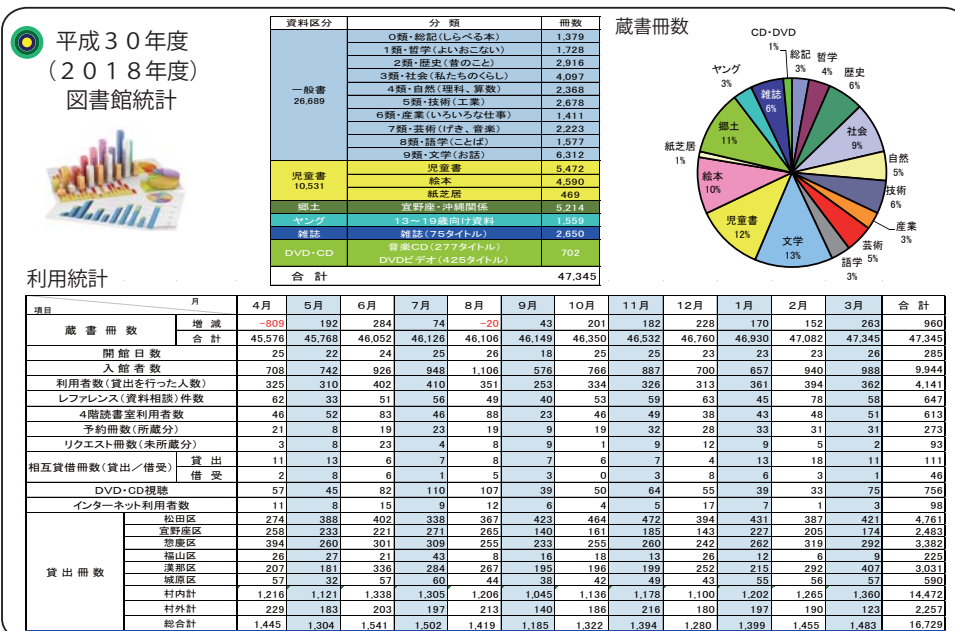 平成30年度
(2018年度)
図書館統計
資料区分 分類 冊数
一般書 26,689
0類・総記(しらべる本) 1,379
1類・哲学(よいおこない) 1,728
2類・歴史(昔のこと) 2,916
3類・社会(私たちのくらし) 4,097
4類・自然(理科、算数) 2,368
5類・技術(工業) 2,678
6類・産業(いろいろな仕事) 1,411
7類・芸術(げき、音楽) 2,223
8類・語学(ことば) 1,577
9類・文学(お話) 6,312
児童書 10,531
児童書 5,472
絵本 4,590
紙芝居 469
郷土 宜野座・沖縄関係 5,214
ヤング 13~19歳向け資料 1,559
雑誌 雑誌(75タイトル) 2,650
DVD・CD 音楽CD(277タイトル) 702
DVDビデオ(425タイトル)
合計 47,345
蔵書冊数
CD・DVD 1%
総記 3%
哲学 4%
歴史 6%
社会 9%
自然 5%
技術 6%
産業 3%
芸術 5%
語学 3%
文学 13%
児童書 12%
絵本 10%
紙芝居 1%
郷土 11%
ヤング 3%
雑誌 6%
利用統計
項目 月 4月 5月 6月 7月 8月 9月 10月 11月 12月 1月 2月 3月 合計
蔵書冊数 増減 -809 192 284 74 -20 43 201 182 228 170 152 263 960
合計 45,576 45,768 46,052 46,126 46,106 46,149 46,350 46,532 46,760 46,930 47,082 47,345 47,345
開館日数 25 22 24 25 26 18 25 25 23 23 23 26 285
入館者数 708 742 926 948 1,106 576 766 887 700 657 940 988 9,944
利用者数(貸出を行った人数) 325 310 402 410 351 253 334 326 313 361 394 362 4,141
レファレンス(資料相談)件数 62 33 51 56 49 40 53 59 63 45 78 58 647
4階読書室利用者数 46 52 83 46 88 23 46 49 38 43 48 51 613
予約冊数(所蔵分) 21 8 19 23 19 9 19 32 28 33 31 31 273
リクエスト冊数(未所蔵分) 3 8 23 4 8 9 1 9 12 9 5 2 93
相互貸借冊数(貸出/借受) 貸出 11 13 6 7 8 7 6 7 4 13 18 11 111
借受 2 8 6 1 5 3 0 3 8 6 3 1 46
DVD・CD視聴 57 45 82 110 107 39 50 64 55 39 33 75 756
インターネット利用者数 11 8 15 9 12 6 4 5 17 7 1 3 98
貸出冊数 松田区 274 388 402 338 367 423 464 472 394 431 387 421 4,761
宜野座区 258 233 221 271 265 140 161 185 143 227 205 174 2,483
惣慶区 394 260 301 309 255 233 255 260 242 262 319 292 3,382
福山区 26 27 21 43 8 16 18 13 26 12 6 9 225
漢那区 207 181 336 284 267 195 196 199 252 215 292 407 3,031
城原区 57 32 57 60 44 38 42 49 43 55 56 57 590
村内計 1,216 1,121 1,338 1,305 1,206 1,045 1,136 1,178 1,100 1,202 1,265 1,360 14,472
村外計 229 183 203 197 213 140 186 216 180 197 190 123 2,257
総合計 1,445 1,304 1,541 1,502 1,419 1,185 1,322 1,394 1,280 1,399 1,455 1,483 16,729